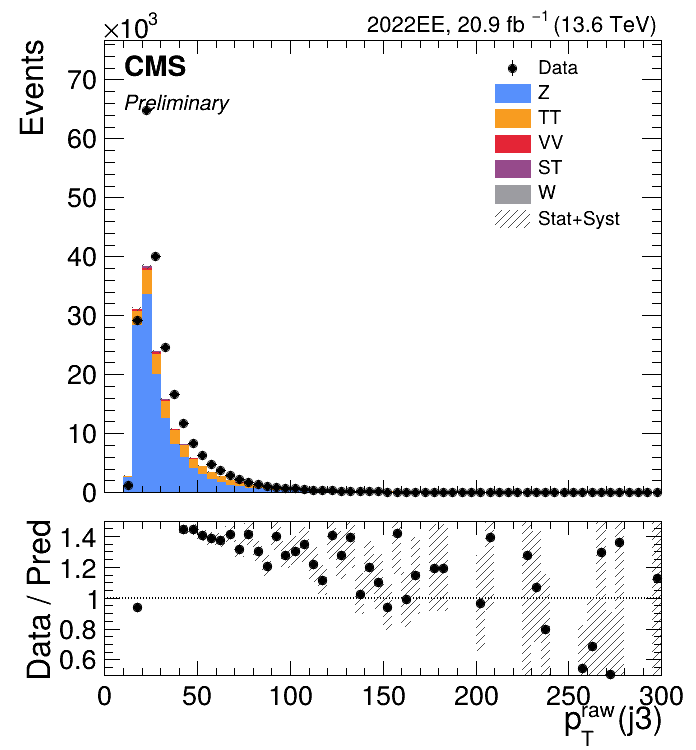 ×10³
2022EE, 20.9 fb⁻¹ (13.6 TeV)
Events
CMS
Preliminary
Data
Z
TT
VV
ST
W
Stat+Syst
70
60
50
40
30
20
10
0
Data / Pred
1.4
1.2
1
0.8
0.6
0 50 100 150 200 250 300
p_T^raw (j3)